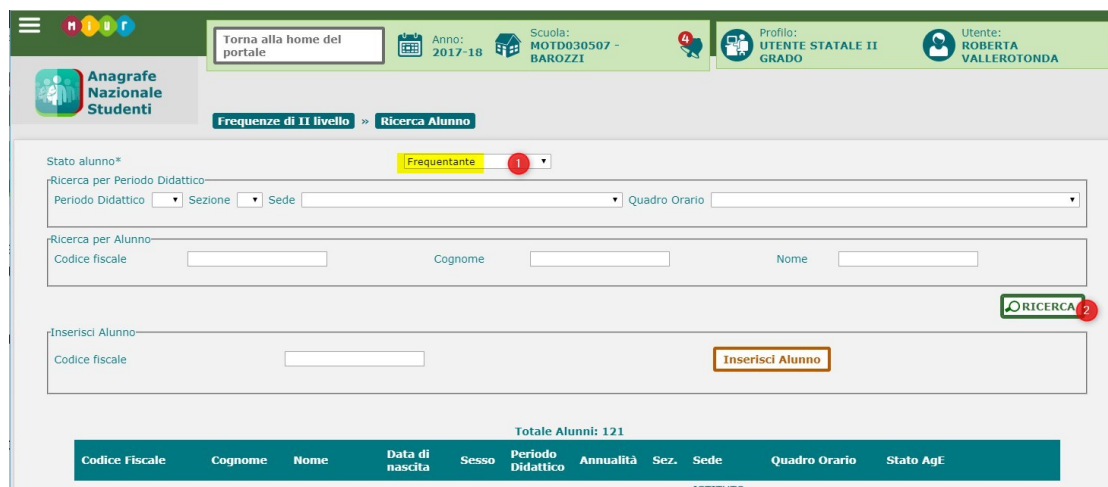 miur
Torna alla home del
portale
Anno:
2017-18
Scuola:
MOTD030507 -
BAROZZI
4
Profilo:
UTENTE STATALE II
GRADO
Utente:
ROBERTA
VALLEROTONDA
Anagrafe
Nazionale
Studenti
Frequenze di II livello » Ricerca Alunno
Stato alunno* Frequentante 1
Ricerca per Periodo Didattico
Periodo Didattico Sezione Sede Quadro Orario
Ricerca per Alunno
Codice fiscale Cognome Nome
RICERCA 2
Inserisci Alunno
Codice fiscale Inserisci Alunno
Totale Alunni: 121
Codice Fiscale Cognome Nome Data di nascita Sesso Periodo Didattico Annualità Sez. Sede Quadro Orario Stato AgE